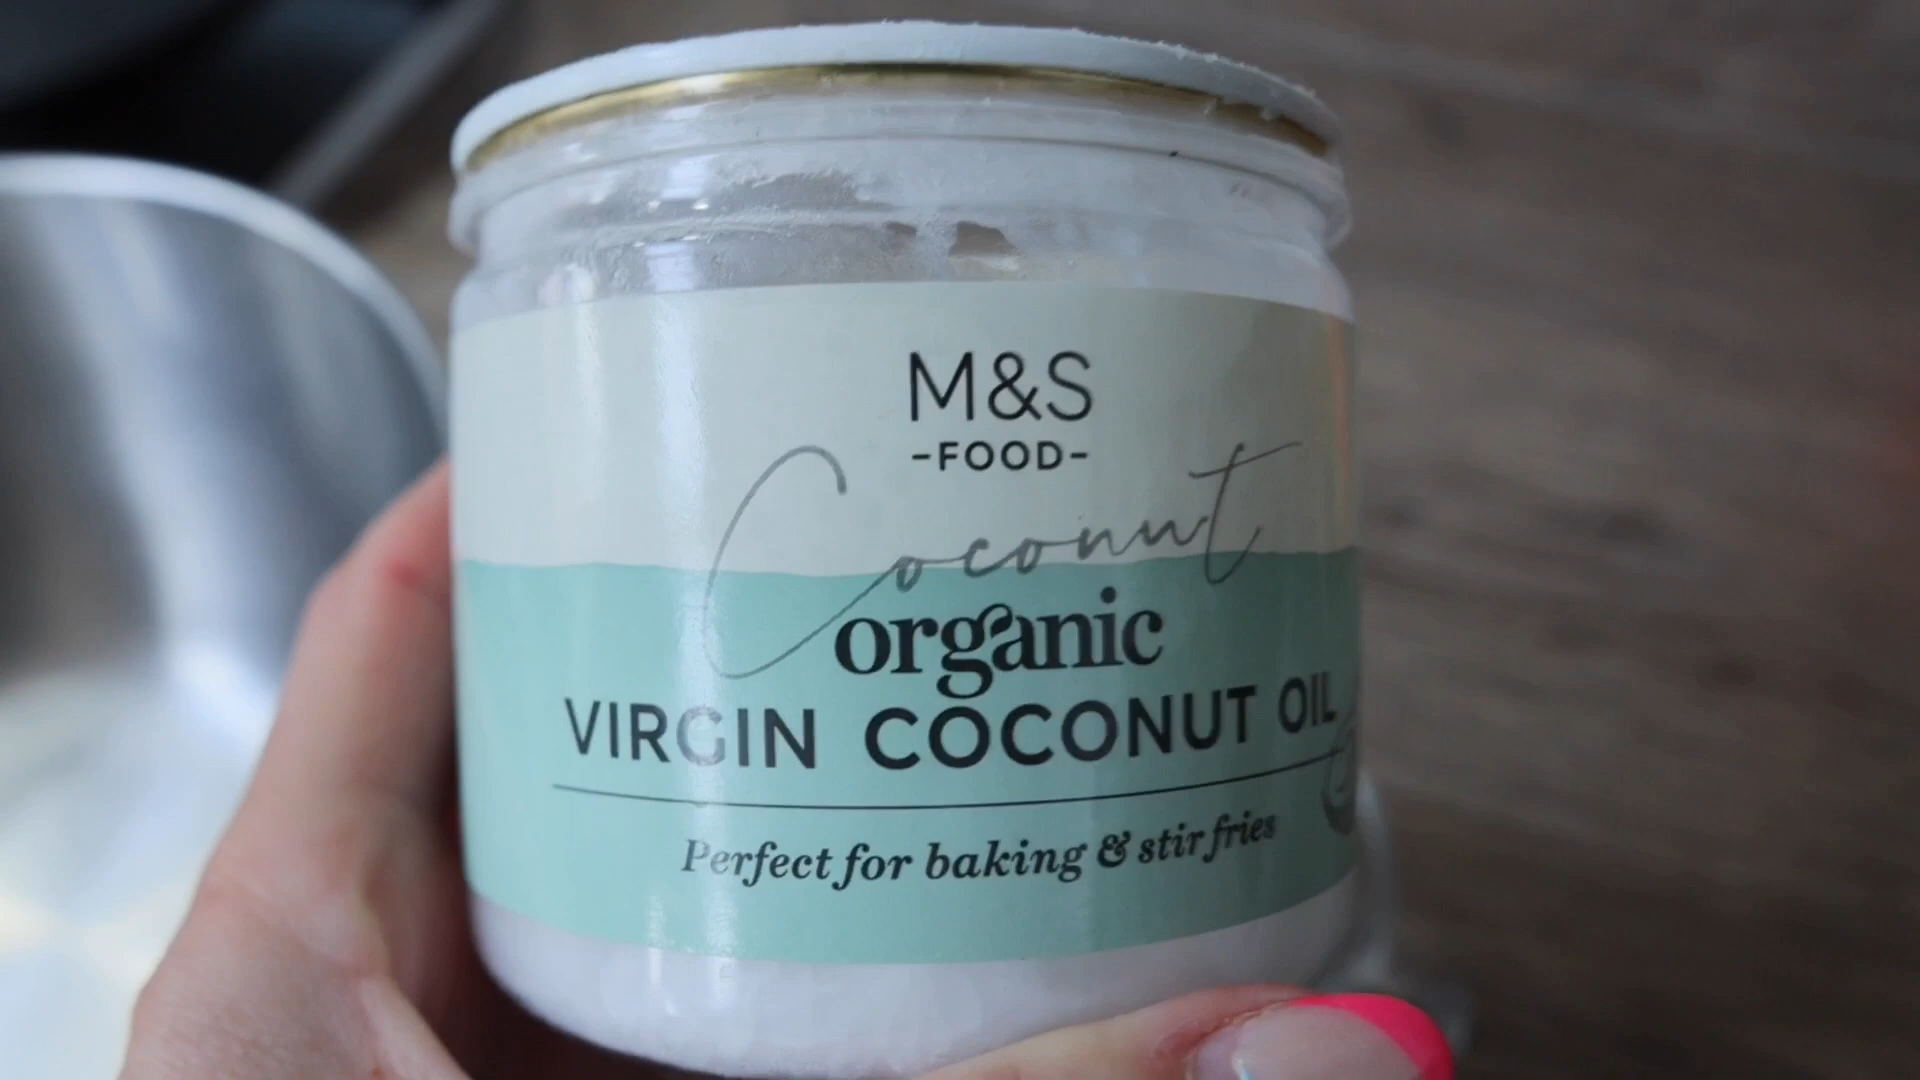 M&S
-FOOD-
Coconut
organic
VIRGIN COCONUT OIL
Perfect for baking & stir fries